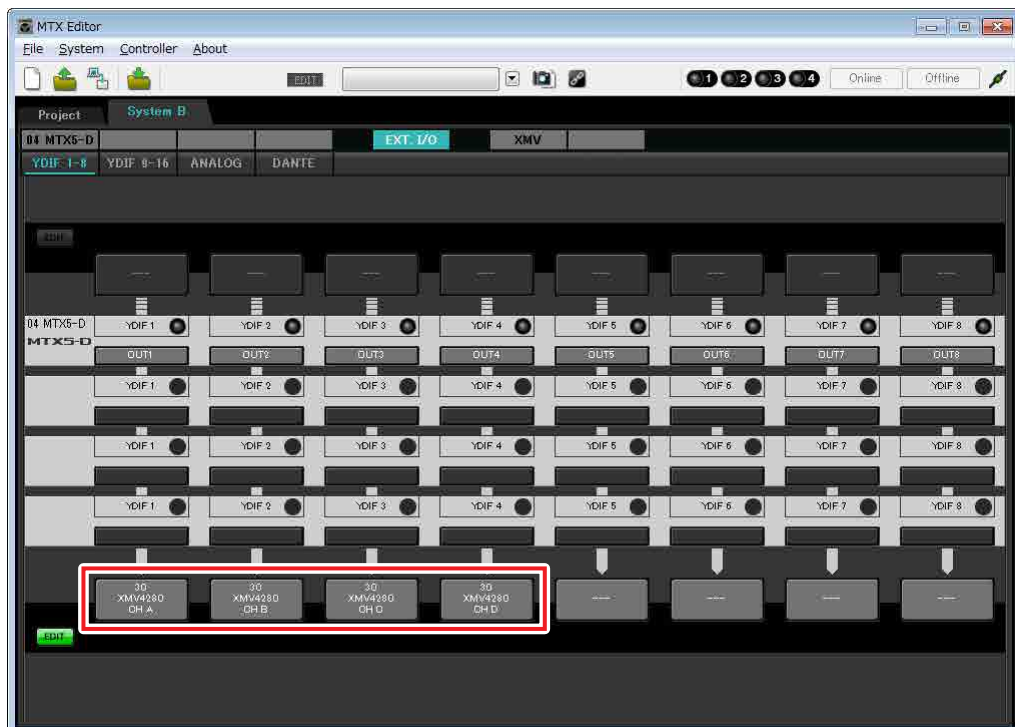 MTX Editor
File System Controller About
EDIT 1 2 3 4 Online Offline
Project System B
04 MTX5-D EXT. I/O XMV
YDIF 1-8 YDIF 9-16 ANALOG DANTE
EDIT
--- --- --- --- --- --- --- ---
04 MTX5-D YDIF 1 YDIF 2 YDIF 3 YDIF 4 YDIF 5 YDIF 6 YDIF 7 YDIF 8
MTX5-D
OUT1 OUT2 OUT3 OUT4 OUT5 OUT6 OUT7 OUT8
YDIF 1 YDIF 2 YDIF 3 YDIF 4 YDIF 5 YDIF 6 YDIF 7 YDIF 8
YDIF 1 YDIF 2 YDIF 3 YDIF 4 YDIF 5 YDIF 6 YDIF 7 YDIF 8
YDIF 1 YDIF 2 YDIF 3 YDIF 4 YDIF 5 YDIF 6 YDIF 7 YDIF 8
30 30 30 30
XMV4280 XMV4280 XMV4280 XMV4280 --- --- --- ---
CH A CH B CH C CH D
EDIT